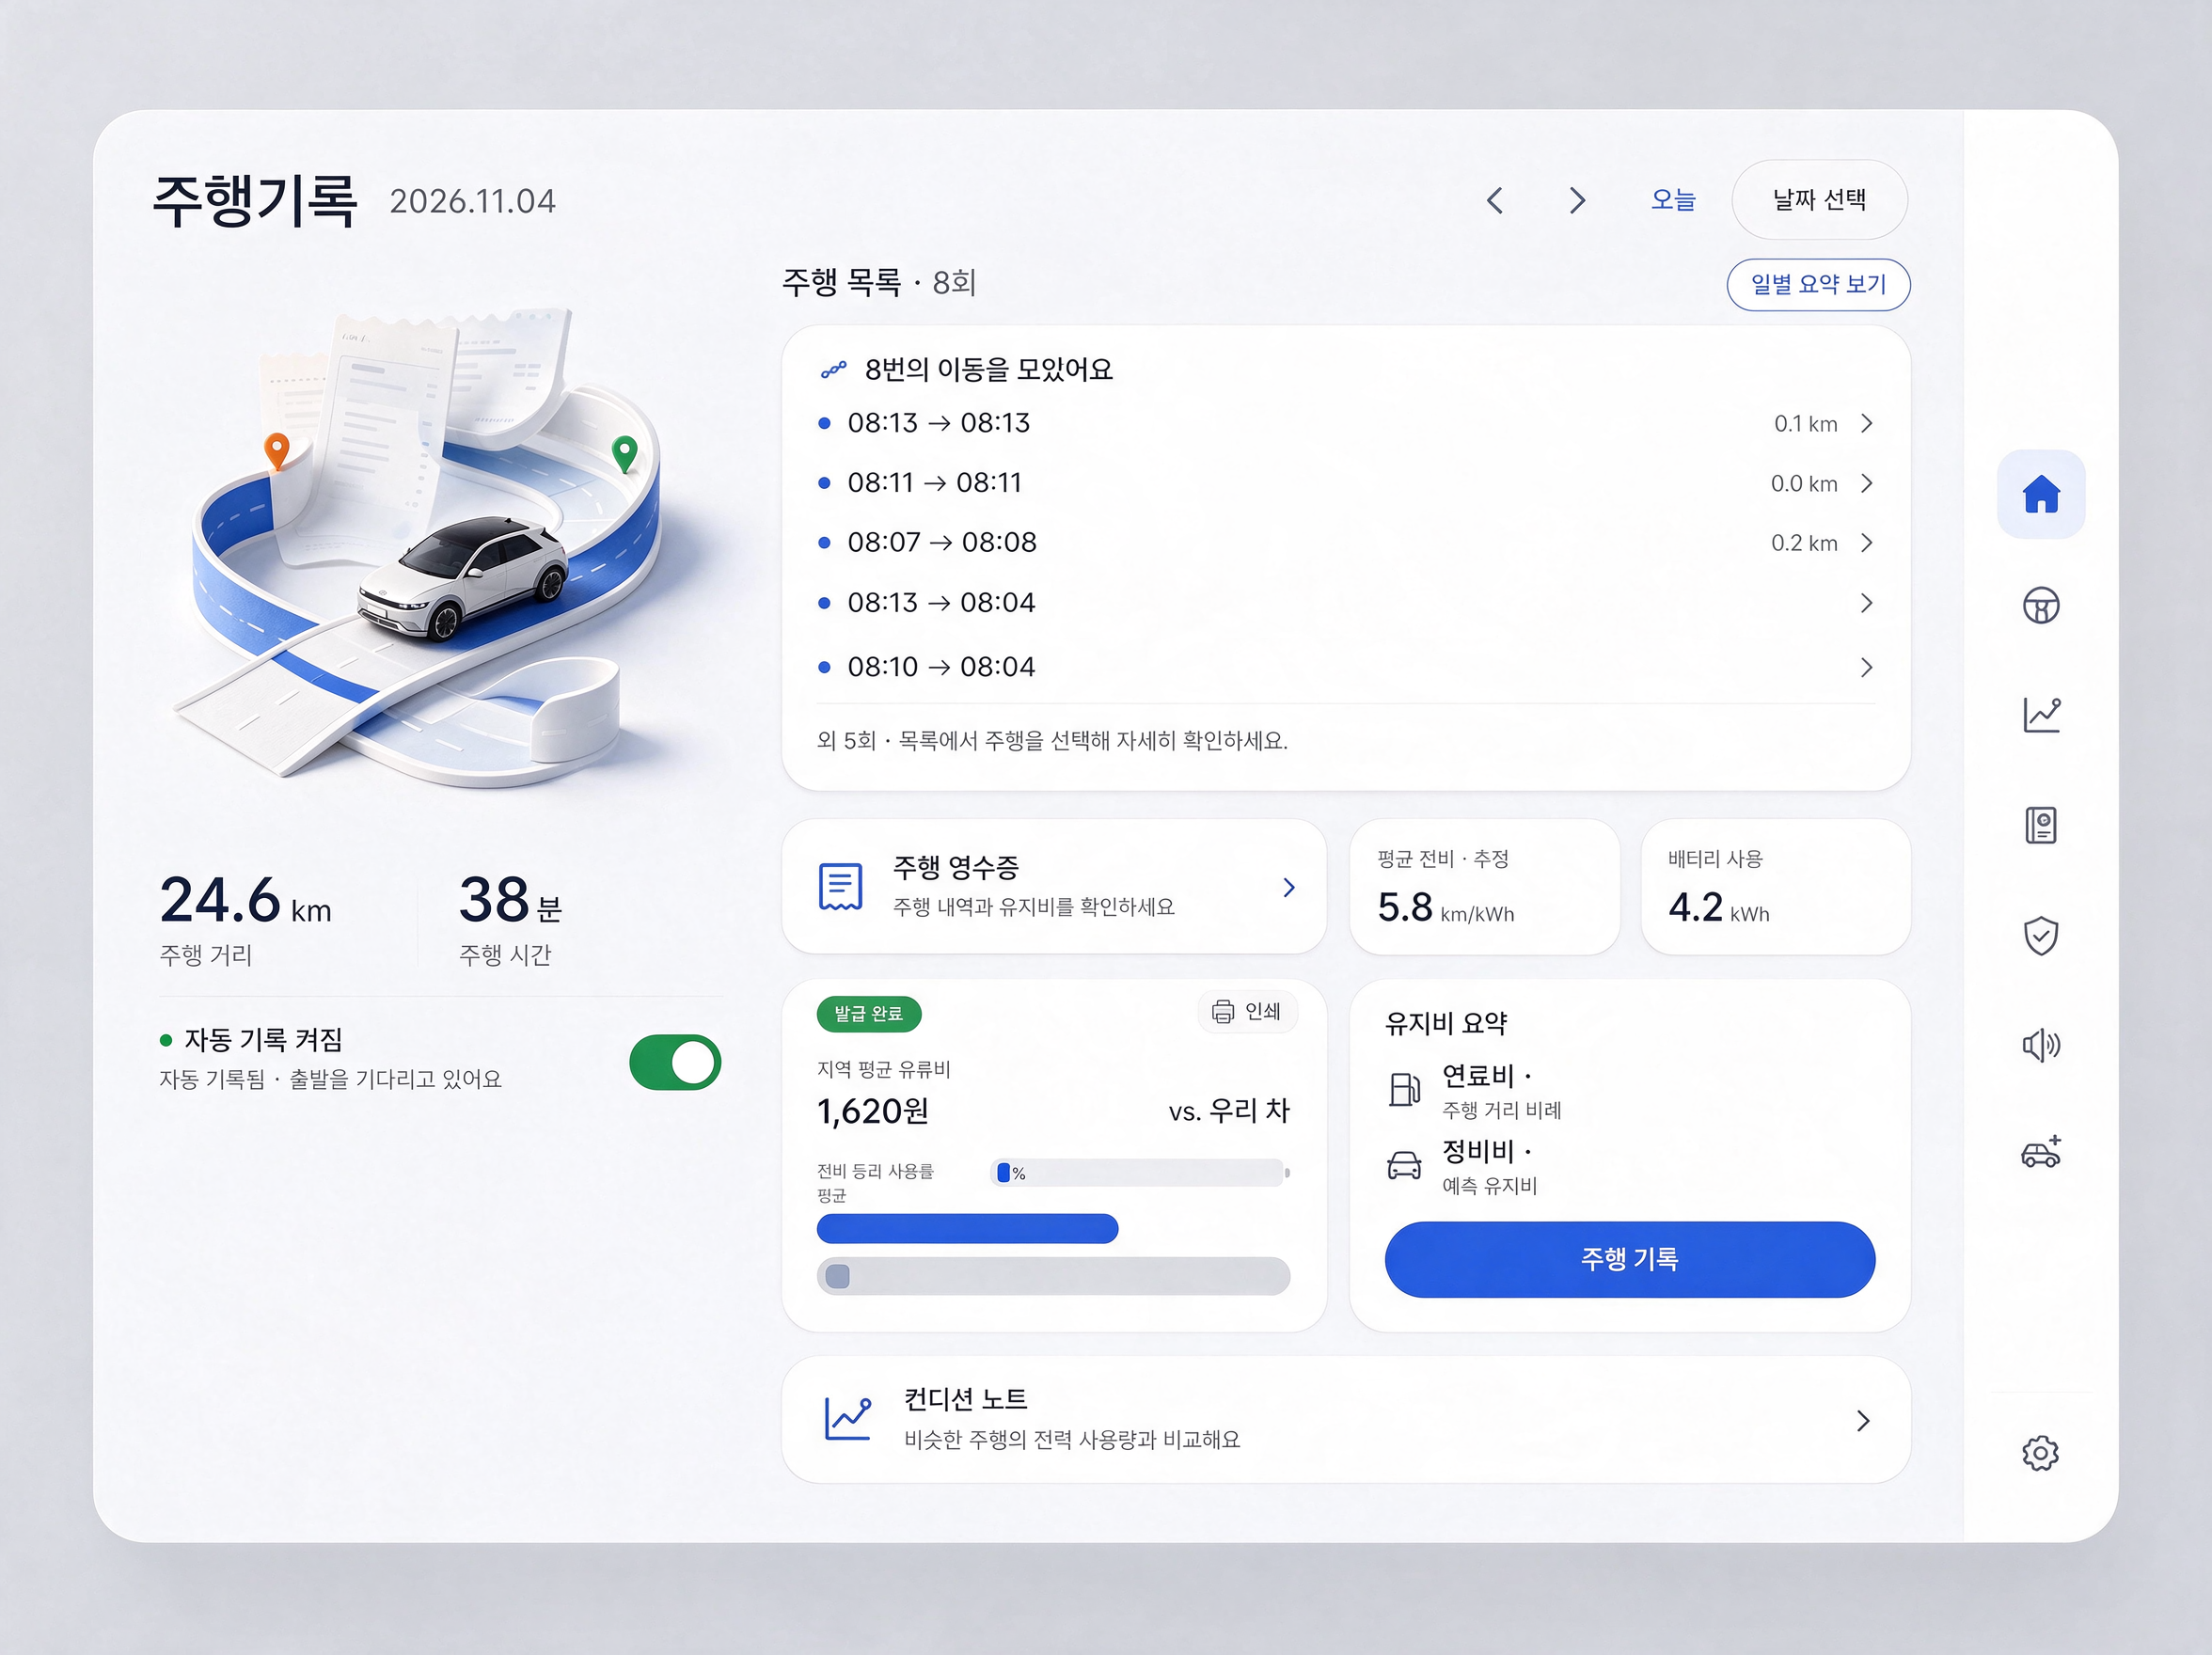 주행기록 2026.11.04
오늘
날짜 선택
주행 목록 · 8회
일별 요약 보기
8번의 이동을 모았어요
08:13 → 08:13 0.1 km
08:11 → 08:11 0.0 km
08:07 → 08:08 0.2 km
08:13 → 08:04
08:10 → 08:04
외 5회 · 목록에서 주행을 선택해 자세히 확인하세요.
24.6 km
주행 거리
38 분
주행 시간
자동 기록 켜짐
자동 기록됨 · 출발을 기다리고 있어요
주행 영수증
주행 내역과 유지비를 확인하세요
평균 전비 · 추정
5.8 km/kWh
배터리 사용
4.2 kWh
발급 완료
인쇄
지역 평균 유류비
1,620원
vs. 우리 차
전비 등리 사용률
평균
%
유지비 요약
연료비 ·
주행 거리 비례
정비비 ·
예측 유지비
주행 기록
컨디션 노트
비슷한 주행의 전력 사용량과 비교해요